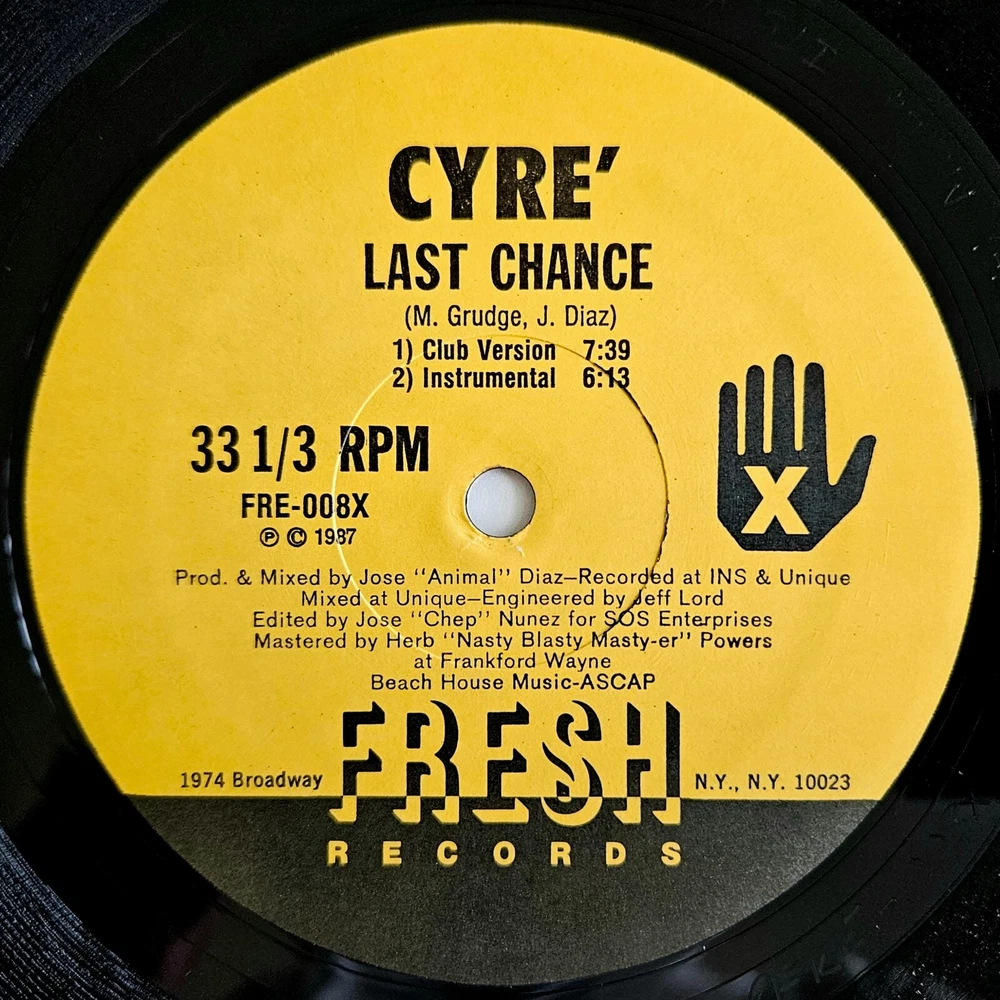 CYRE'
LAST CHANCE
(M. Grudge, J. Diaz)
1) Club Version 7:39
2) Instrumental 6:13
33 1/3 RPM
FRE-008X
℗ © 1987
X
Prod. & Mixed by Jose "Animal" Diaz—Recorded at INS & Unique
Mixed at Unique—Engineered by Jeff Lord
Edited by Jose "Chep" Nunez for SOS Enterprises
Mastered by Herb "Nasty Blasty Masty-er" Powers
at Frankford Wayne
Beach House Music-ASCAP
1974 Broadway FRESH N.Y., N.Y. 10023
RECORDS